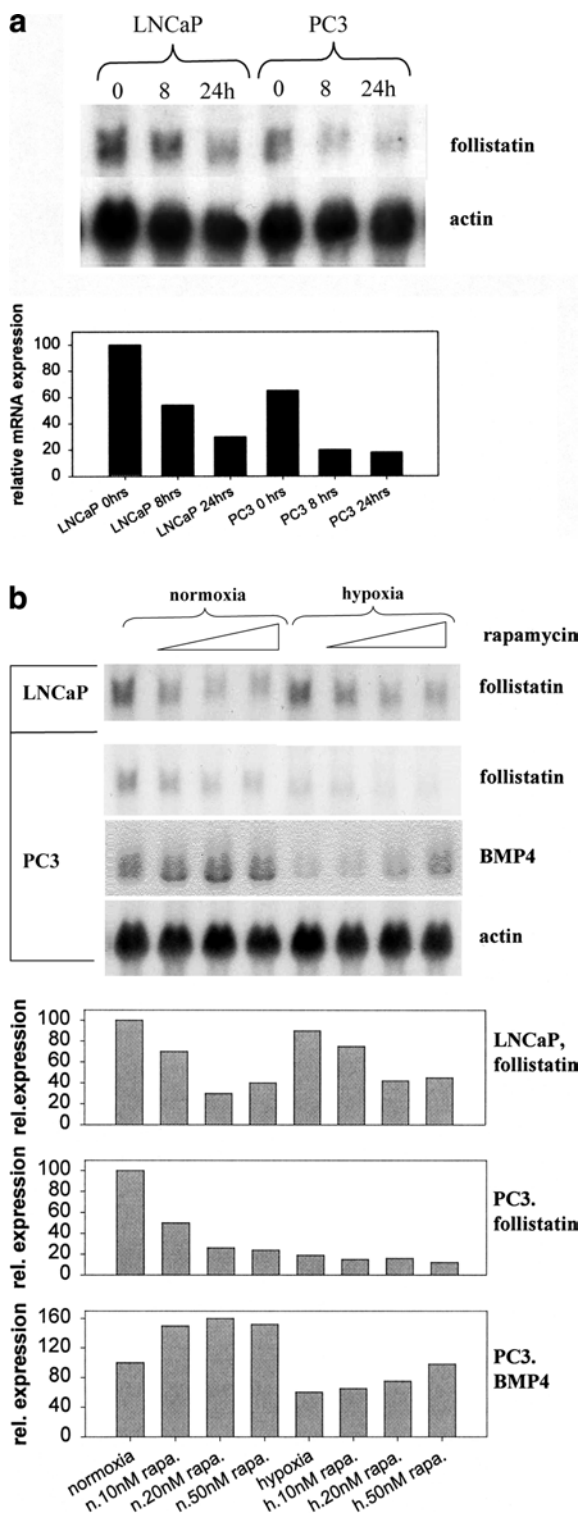 a
LNCaP PC3
0 8 24h 0 8 24h
follistatin
actin
relative mRNA expression
100
80
60
40
20
0
LNCaP 0hrs
LNCaP 8hrs
LNCaP 24hrs
PC3 0 hrs
PC3 8 hrs
PC3 24hrs
b
normoxia hypoxia
rapamycin
LNCaP
follistatin
PC3
follistatin
BMP4
actin
rel.expression
100
80
60
40
20
0
LNCaP,
follistatin
rel. expression
100
80
60
40
20
0
PC3.
follistatin
rel. expression
160
120
80
40
0
PC3.
BMP4
normoxia
n.10nM rapa.
n.20nM rapa.
n.50nM rapa.
hypoxia
h.10nM rapa.
h.20nM rapa.
h.50nM rapa.